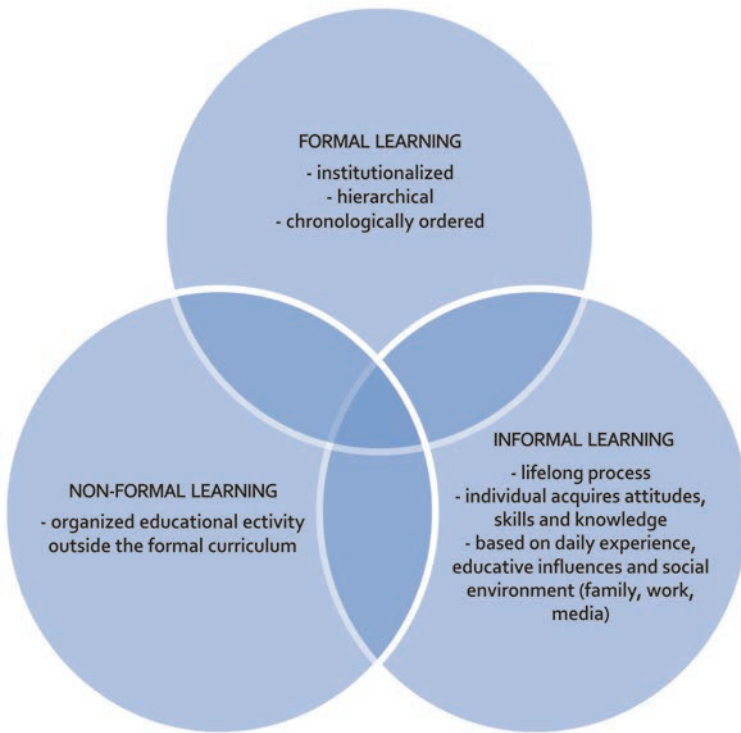 FORMAL LEARNING
- institutionalized
- hierarchical
- chronologically ordered
NON-FORMAL LEARNING
- organized educational ectivity
outside the formal curriculum
INFORMAL LEARNING
- lifelong process
- individual acquires attitudes,
skills and knowledge
- based on daily experience,
educative influences and social
environment (family, work,
media)